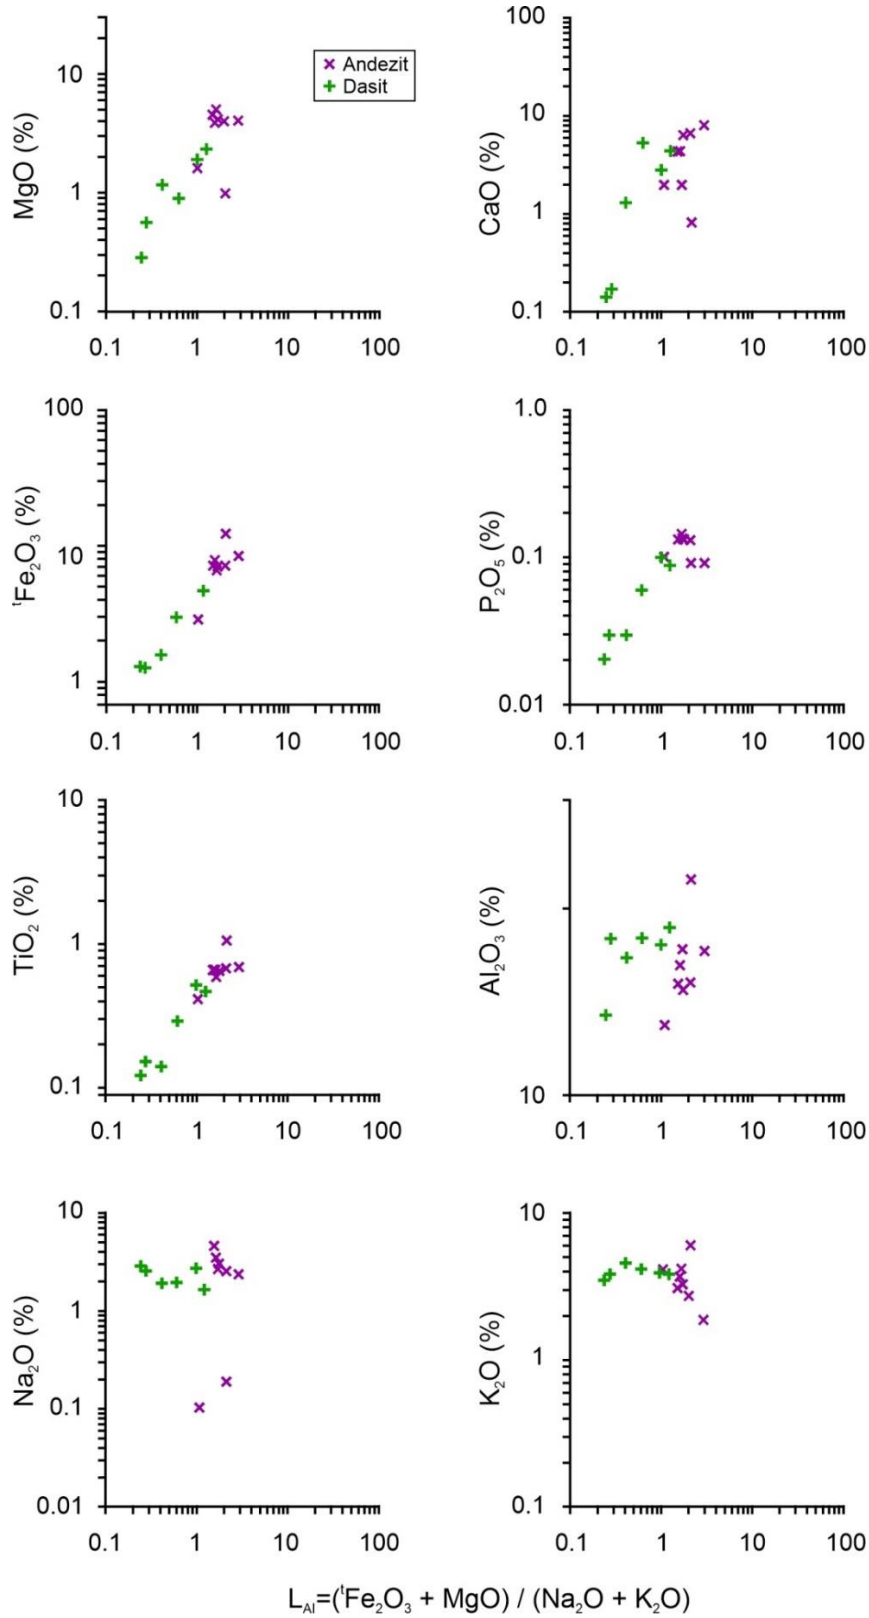 MgO (%)
10
1
0.1
0.1 1 10 100
× Andezit
+ Dasit
CaO (%)
100
10
1
0.1
0.1 1 10 100
ᵗFe₂O₃ (%)
100
10
1
0.1 1 10 100
P₂O₅ (%)
1.0
0.1
0.01
0.1 1 10 100
TiO₂ (%)
10
1
0.1
0.1 1 10 100
Al₂O₃ (%)
10
0.1 1 10 100
Na₂O (%)
10
1
0.1
0.01
0.1 1 10 100
K₂O (%)
10
1
0.1
0.1 1 10 100
L_Al=(ᵗFe₂O₃ + MgO) / (Na₂O + K₂O)